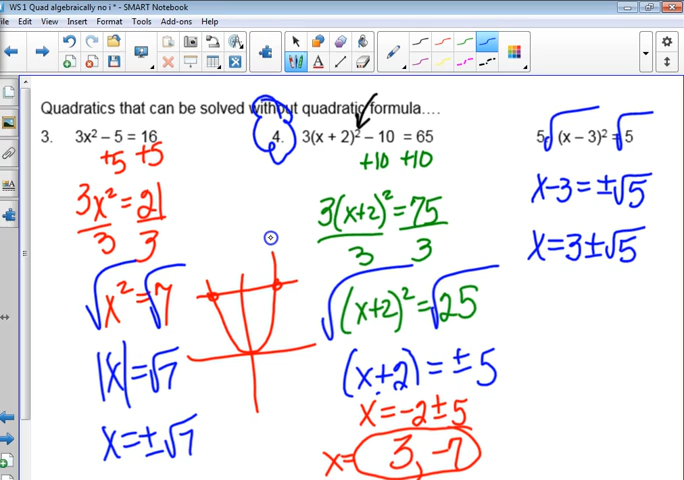 WS 1 Quad algebraically no i * - SMART Notebook
Edit View Insert Format Tools Add-ons Help
Quadratics that can be solved without quadratic formula....
3. 3x² – 5 = 16
+5 +5
3x² = 21
3 3
√x² = √7
|x| = √7
x = ±√7
4. 3(x + 2)² – 10 = 65
+10 +10
3(x+2)² = 75
3 3
√(x+2)² = √25
(x+2) = ±5
x = -2±5
x = 3, -7
5 √(x – 3)² = √5
x-3 = ±√5
x = 3±√5